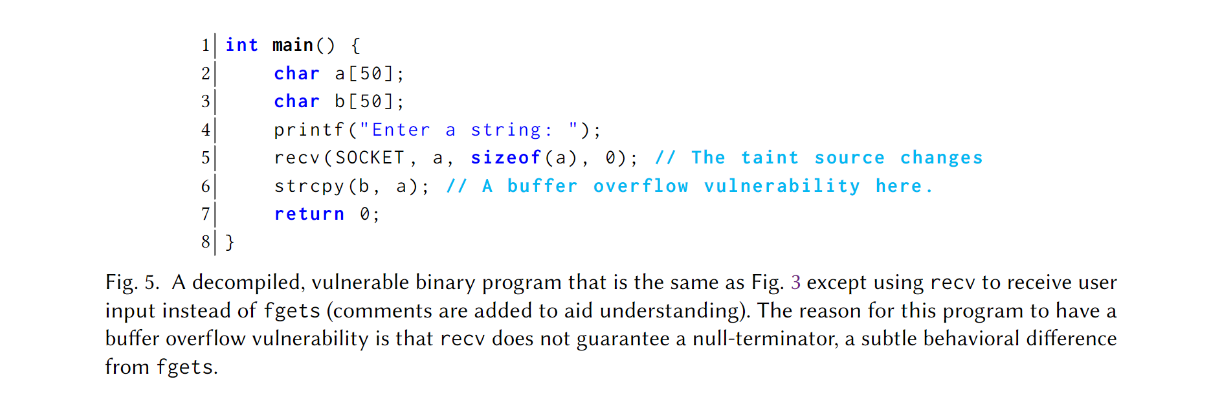 1 int main() {
2 char a[50];
3 char b[50];
4 printf("Enter a string: ");
5 recv(SOCKET, a, sizeof(a), 0); // The taint source changes
6 strcpy(b, a); // A buffer overflow vulnerability here.
7 return 0;
8 }
Fig. 5. A decompiled, vulnerable binary program that is the same as Fig. 3 except using recv to receive user
input instead of fgets (comments are added to aid understanding). The reason for this program to have a
buffer overflow vulnerability is that recv does not guarantee a null-terminator, a subtle behavioral difference
from fgets.